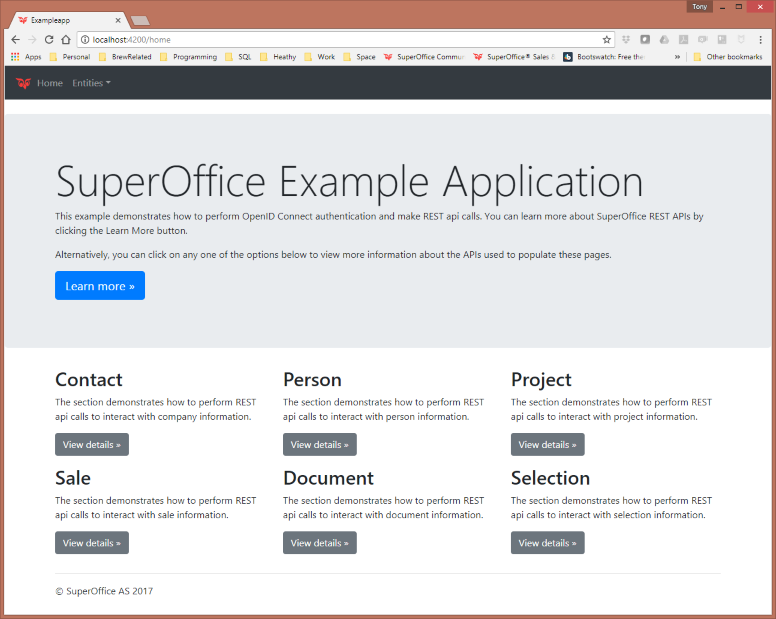 Tony
Exampleapp
localhost:4200/home
Apps Personal BrewRelated Programming SQL Heathy Work Space SuperOffice Commun SuperOffice® Sales & Bootswatch: Free the » Other bookmarks
Home Entities
SuperOffice Example Application
This example demonstrates how to perform OpenID Connect authentication and make REST api calls. You can learn more about SuperOffice REST APIs by
clicking the Learn More button.
Alternatively, you can click on any one of the options below to view more information about the APIs used to populate these pages.
Learn more »
Contact Person Project
The section demonstrates how to perform REST The section demonstrates how to perform REST The section demonstrates how to perform REST
api calls to interact with company information. api calls to interact with person information. api calls to interact with project information.
View details » View details » View details »
Sale Document Selection
The section demonstrates how to perform REST The section demonstrates how to perform REST The section demonstrates how to perform REST
api calls to interact with sale information. api calls to interact with document information. api calls to interact with selection information.
View details » View details » View details »
© SuperOffice AS 2017